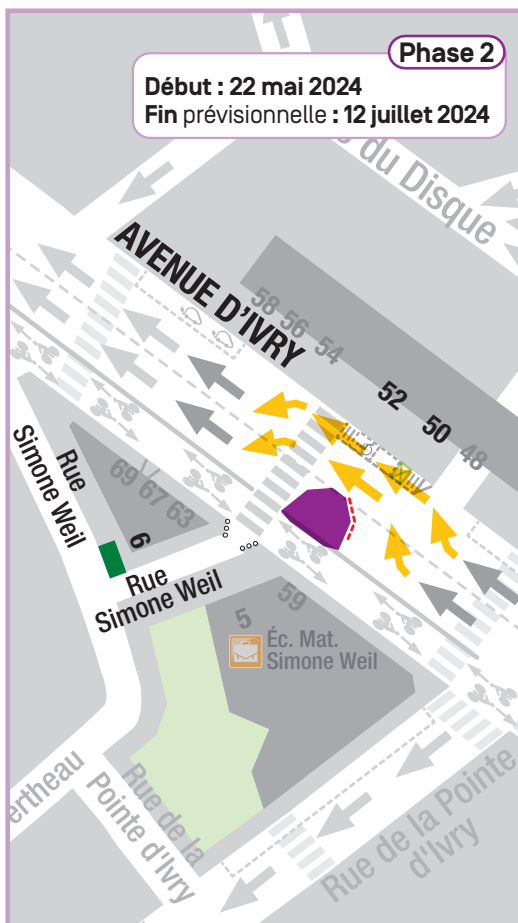 Phase 2
Début : 22 mai 2024
Fin prévisionnelle : 12 juillet 2024
du Disque
AVENUE D'IVRY
58
56
54
52
50
48
Rue
Simone Weil
69
67
63
6
Rue
Simone Weil
5
59
Éc. Mat.
Simone Weil
ertheau
Rue de la
Pointe d'Ivry
Rue de la Pointe
d'Ivry